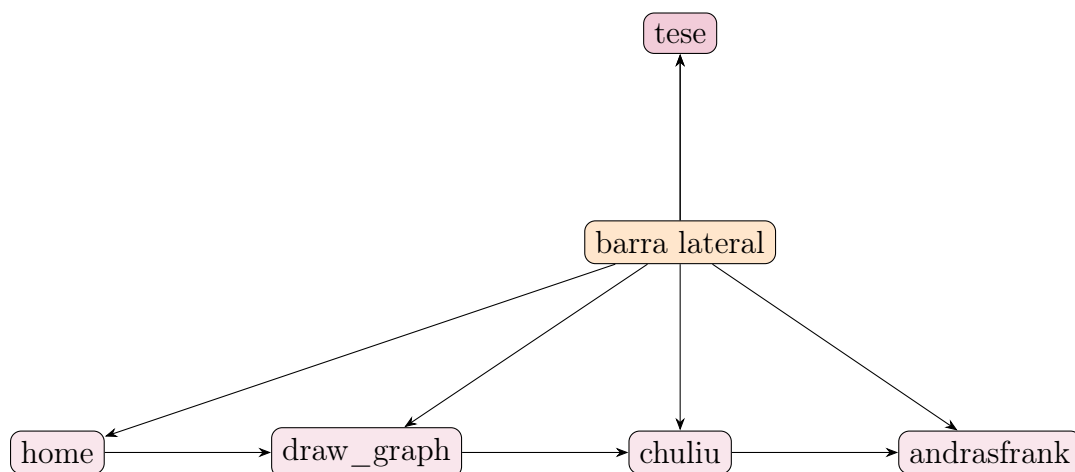 tese
barra lateral
home
draw_graph
chuliu
andrasfrank